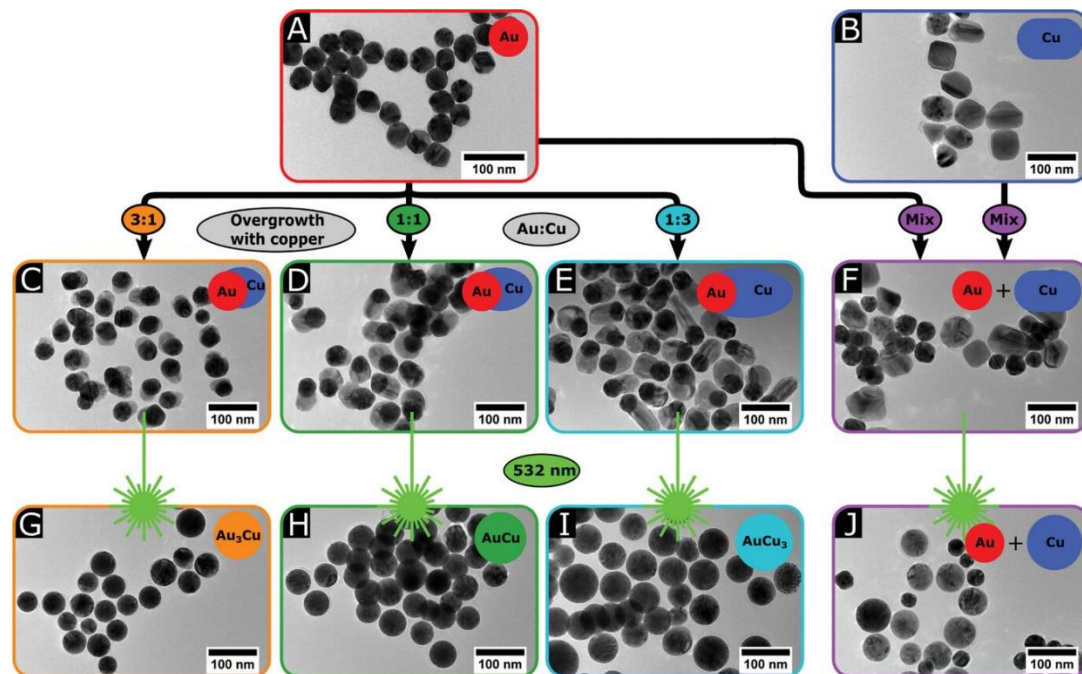 A
Au
100 nm
B
Cu
100 nm
3:1
Overgrowth
with copper
1:1
Au:Cu
1:3
Mix
Mix
C
Au
Cu
100 nm
D
Au
Cu
100 nm
E
Au
Cu
100 nm
F
Au + Cu
100 nm
532 nm
G
Au₃Cu
100 nm
H
AuCu
100 nm
I
AuCu₃
100 nm
J
Au + Cu
100 nm